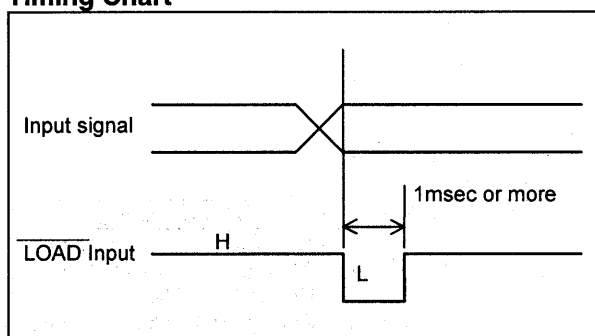 Timing Chart
Input signal
1msec or more
LOAD Input
H
L